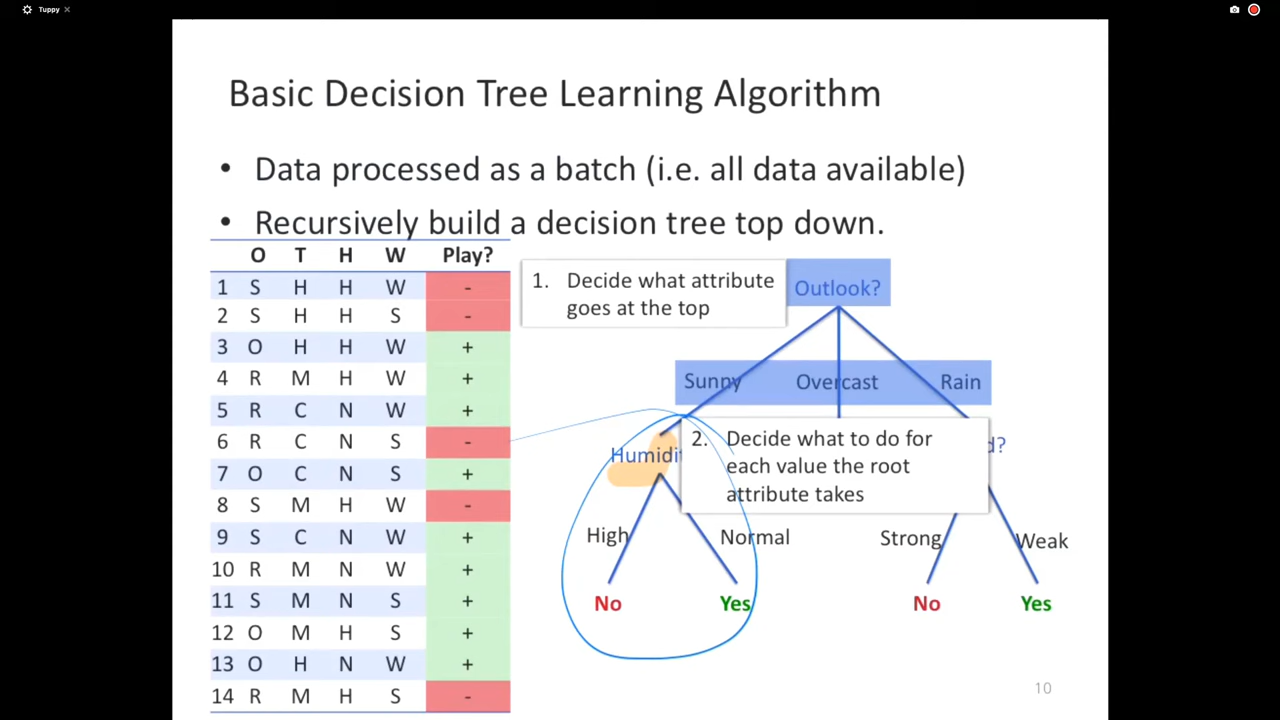 Tuppy
Basic Decision Tree Learning Algorithm
• Data processed as a batch (i.e. all data available)
• Recursively build a decision tree top down.
O T H W Play?
1 S H H W -
2 S H H S -
3 O H H W +
4 R M H W +
5 R C N W +
6 R C N S -
7 O C N S +
8 S M H W -
9 S C N W +
10 R M N W +
11 S M N S +
12 O M H S +
13 O H N W +
14 R M H S -
1. Decide what attribute
goes at the top
Outlook?
Sunny Overcast Rain
2. Decide what to do for
each value the root
attribute takes
Humidit
d?
High Normal Strong Weak
No Yes No Yes
10